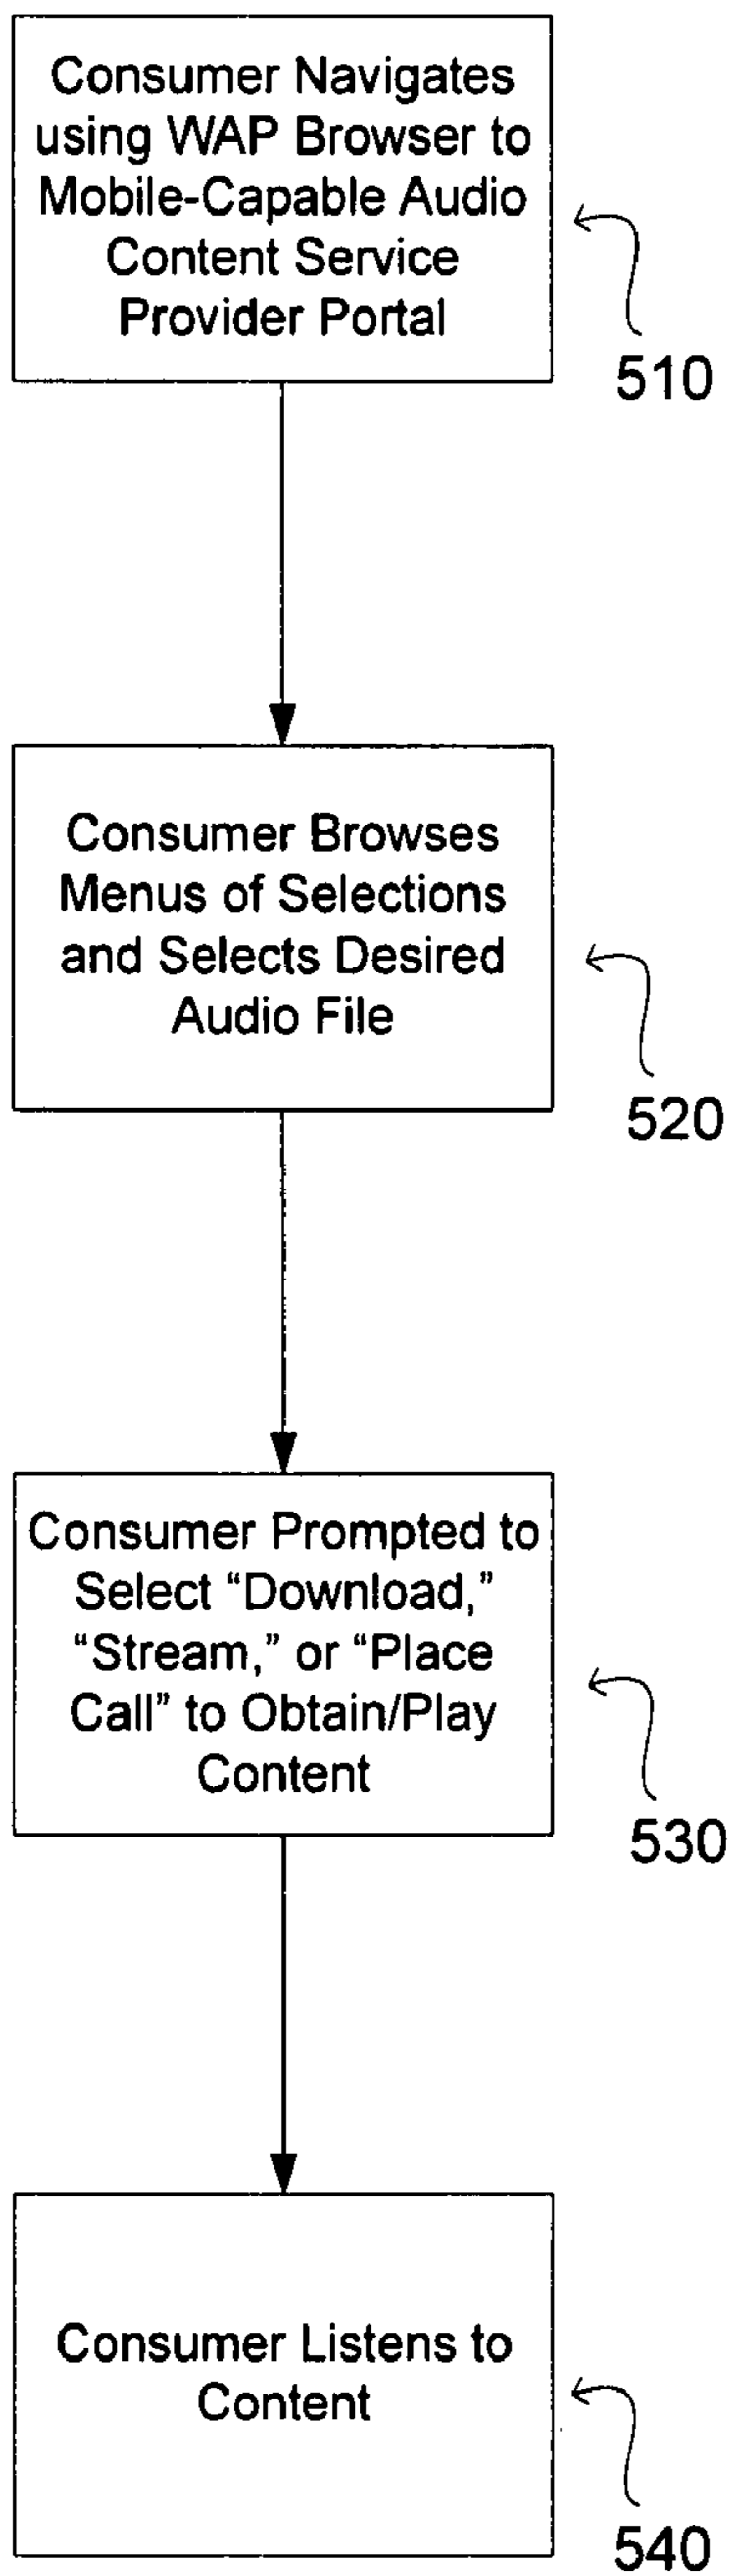 Consumer Navigates
using WAP Browser to
Mobile-Capable Audio
Content Service
Provider Portal
510
Consumer Browses
Menus of Selections
and Selects Desired
Audio File
520
Consumer Prompted to
Select “Download,”
“Stream,” or “Place
Call” to Obtain/Play
Content
530
Consumer Listens to
Content
540